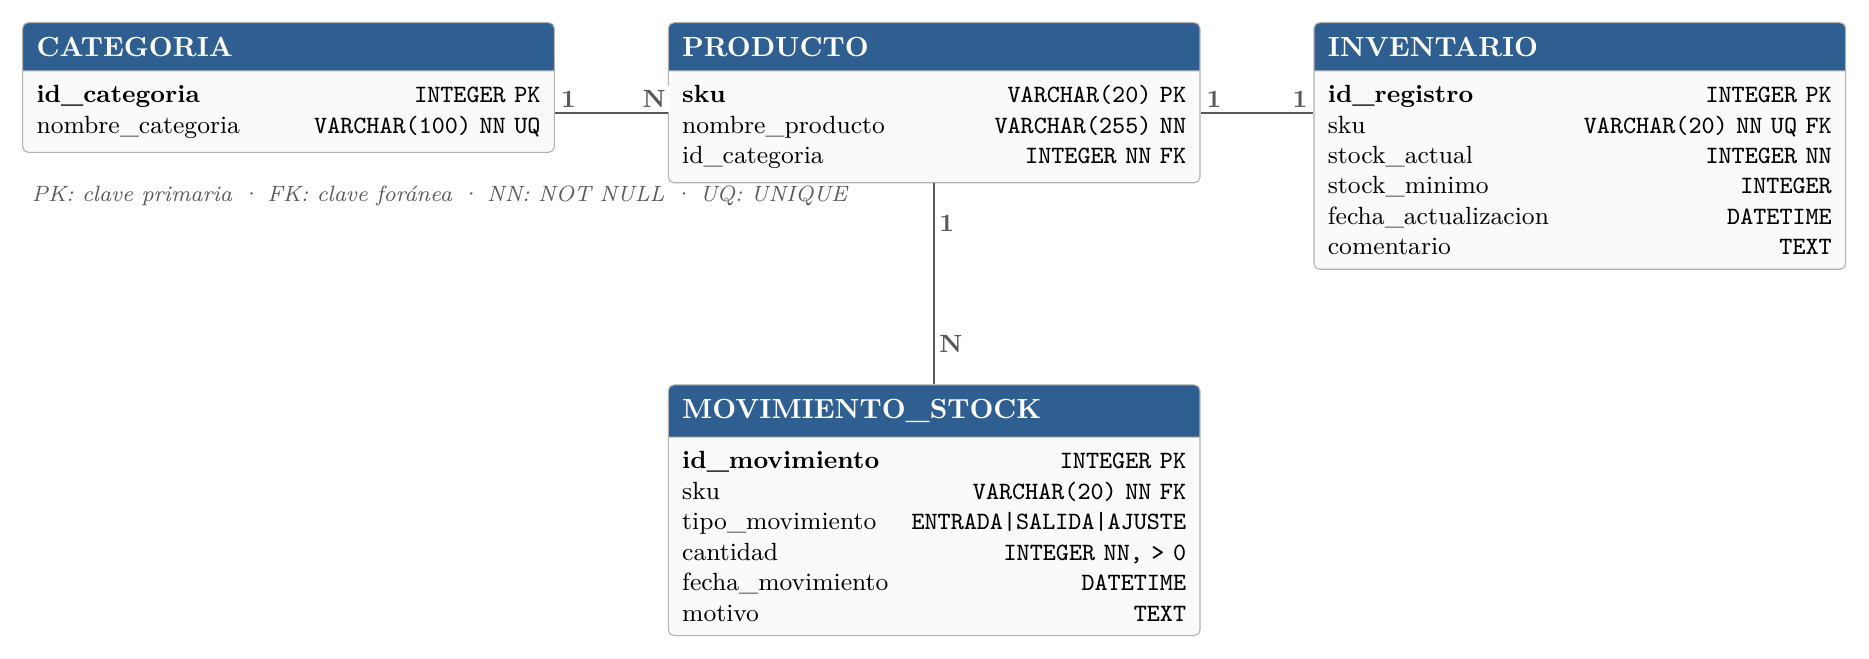 CATEGORIA
id_categoria INTEGER PK
nombre_categoria VARCHAR(100) NN UQ
1
N
PRODUCTO
sku VARCHAR(20) PK
nombre_producto VARCHAR(255) NN
id_categoria INTEGER NN FK
1
1
INVENTARIO
id_registro INTEGER PK
sku VARCHAR(20) NN UQ FK
stock_actual INTEGER NN
stock_minimo INTEGER
fecha_actualizacion DATETIME
comentario TEXT
PK: clave primaria · FK: clave foránea · NN: NOT NULL · UQ: UNIQUE
1
N
MOVIMIENTO_STOCK
id_movimiento INTEGER PK
sku VARCHAR(20) NN FK
tipo_movimiento ENTRADA|SALIDA|AJUSTE
cantidad INTEGER NN, > 0
fecha_movimiento DATETIME
motivo TEXT